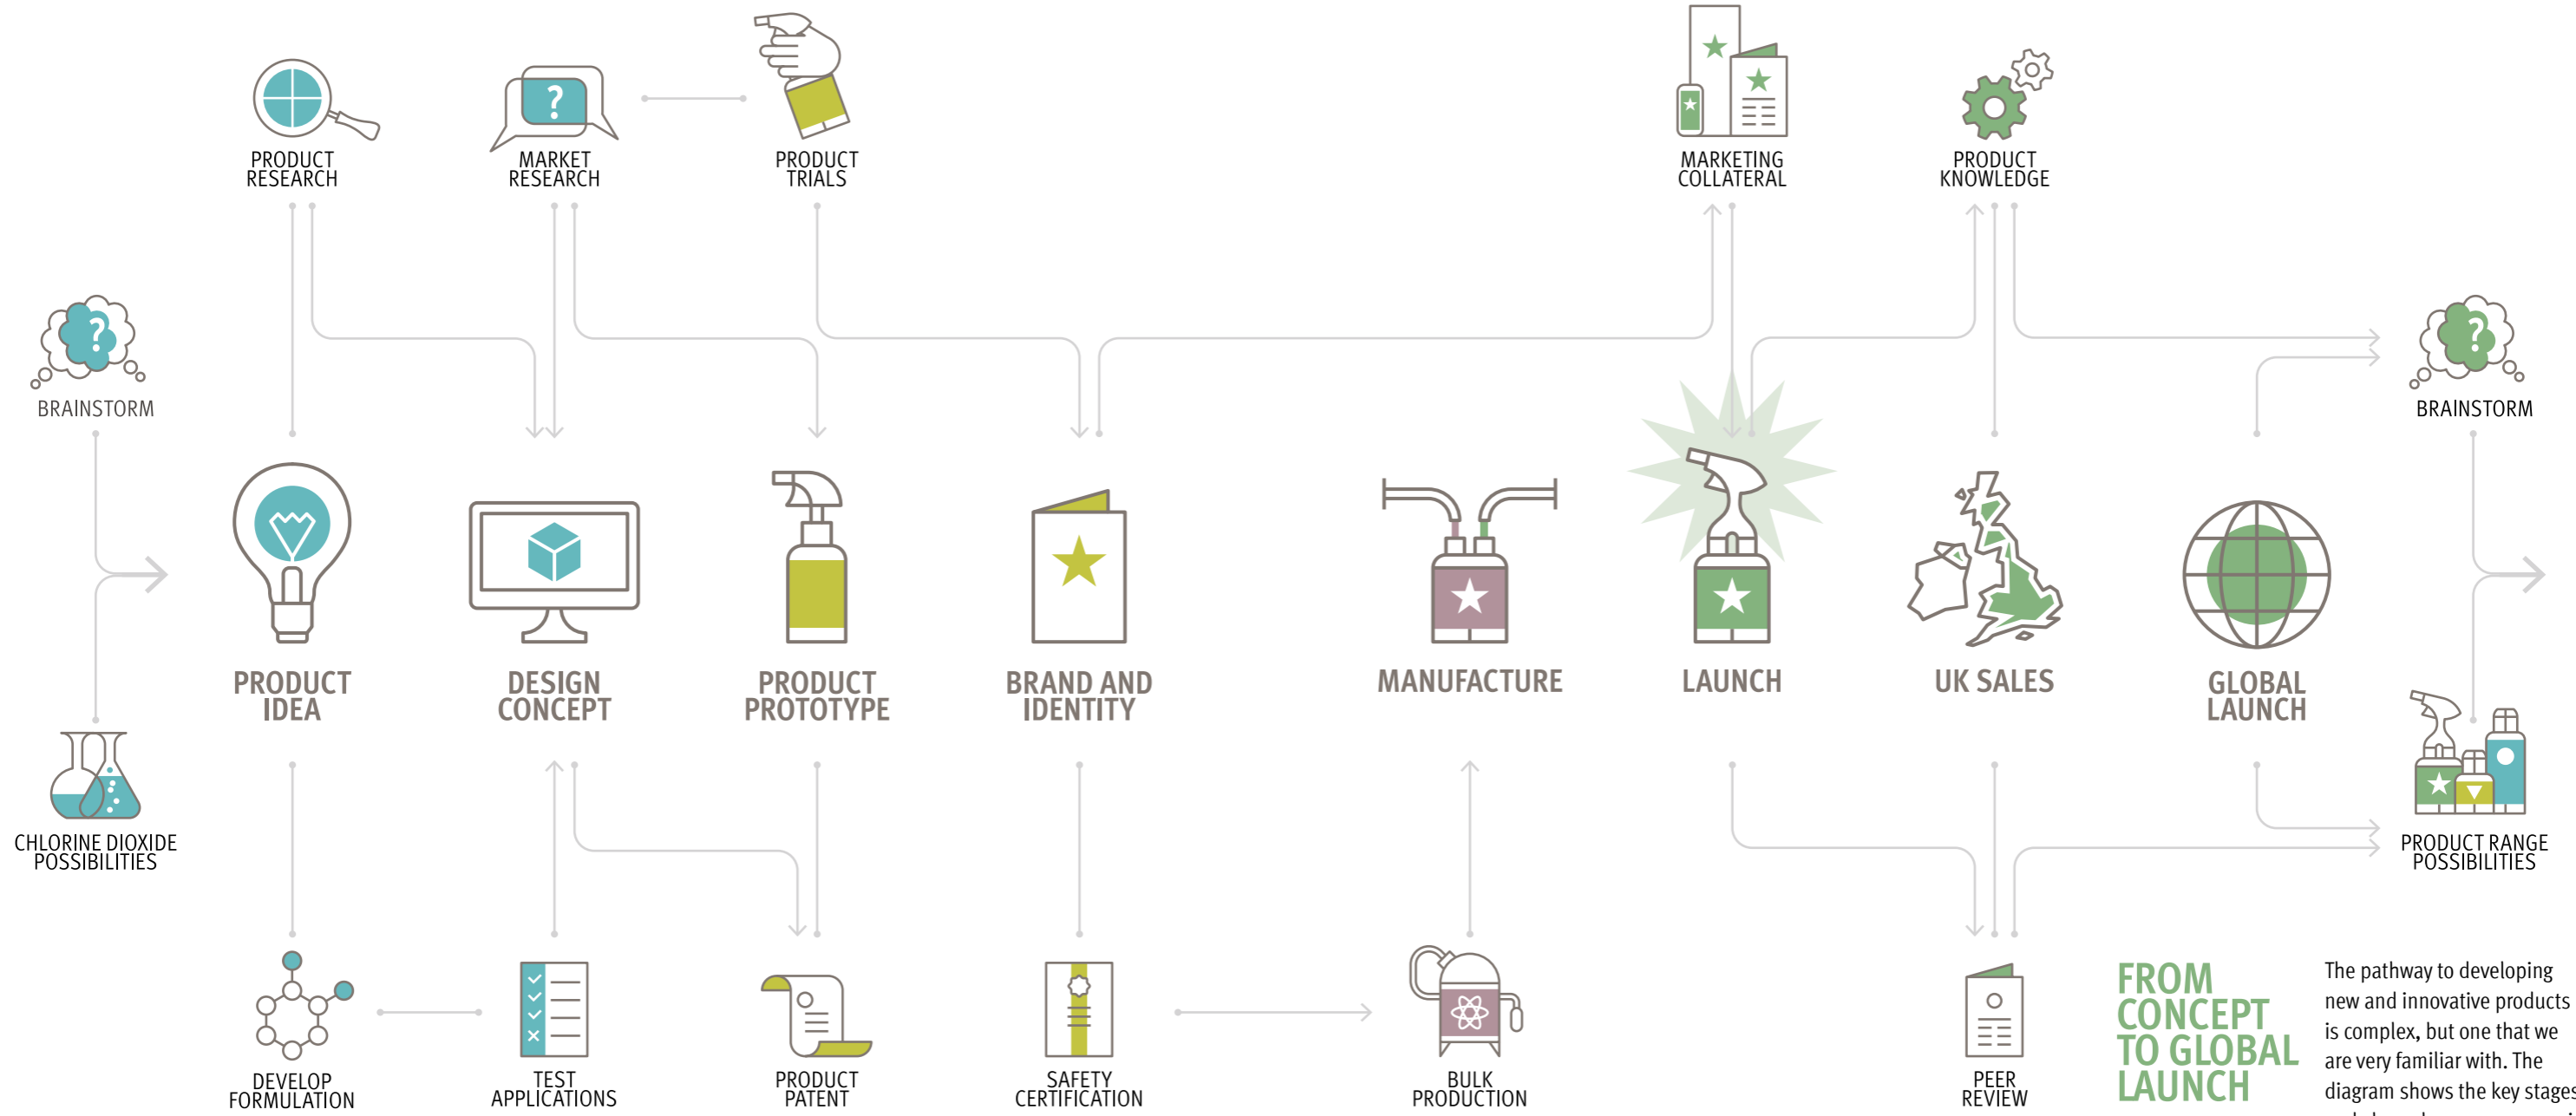 PRODUCT
RESEARCH
MARKET
RESEARCH
PRODUCT
TRIALS
MARKETING
COLLATERAL
PRODUCT
KNOWLEDGE
?
?
?
BRAINSTORM
BRAINSTORM
PRODUCT
IDEA
DESIGN
CONCEPT
PRODUCT
PROTOTYPE
BRAND AND
IDENTITY
MANUFACTURE
LAUNCH
UK SALES
GLOBAL
LAUNCH
CHLORINE DIOXIDE
POSSIBILITIES
PRODUCT RANGE
POSSIBILITIES
DEVELOP
FORMULATION
TEST
APPLICATIONS
PRODUCT
PATENT
SAFETY
CERTIFICATION
BULK
PRODUCTION
PEER
REVIEW
FROM
CONCEPT
TO GLOBAL
LAUNCH
The pathway to developing
new and innovative products
is complex, but one that we
are very familiar with. The
diagram shows the key stages